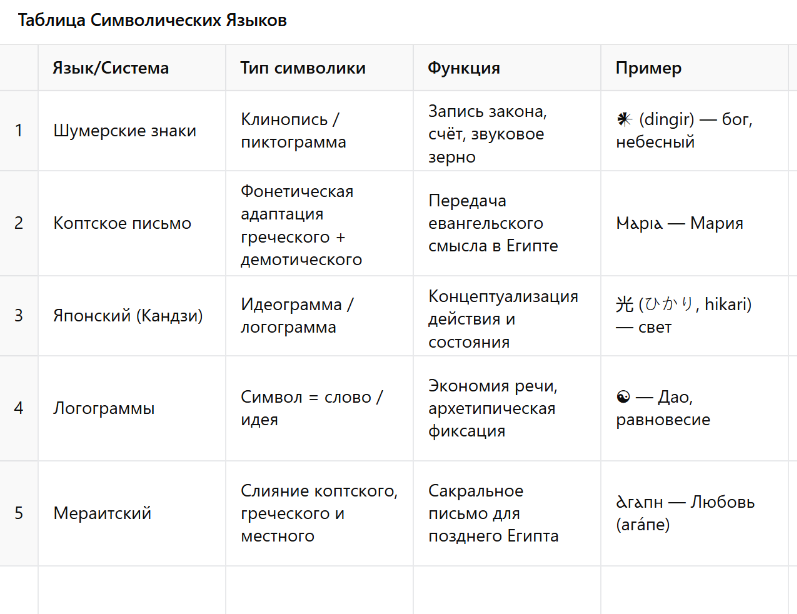 Таблица Символических Языков
Язык/Система
Тип символики
Функция
Пример
1
Шумерские знаки
Клинопись /
пиктограмма
Запись закона,
счёт, звуковое
зерно
𒀭 (dingir) — бог,
небесный
2
Коптское письмо
Фонетическая
адаптация
греческого +
демотического
Передача
евангельского
смысла в Египте
Ⲙⲁⲣⲓⲁ — Мария
3
Японский (Кандзи)
Идеограмма /
логограмма
Концептуализация
действия и
состояния
光 (ひかり, hikari)
— свет
4
Логограммы
Символ = слово /
идея
Экономия речи,
архетипическая
фиксация
☯ — Дао,
равновесие
5
Мераитский
Слияние коптского,
греческого и
местного
Сакральное
письмо для
позднего Египта
Ⲁⲅⲁⲡⲏ — Любовь
(ага́пе)